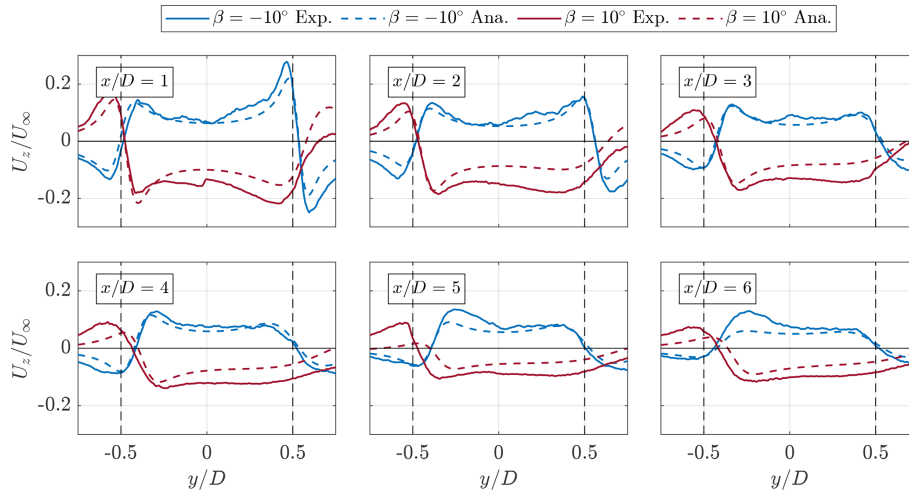 β = −10° Exp. β = −10° Ana. β = 10° Exp. β = 10° Ana.
x/D = 1 x/D = 2 x/D = 3
U_z/U_∞
0.2
0
-0.2
x/D = 4 x/D = 5 x/D = 6
U_z/U_∞
0.2
0
-0.2
-0.5 0 0.5 -0.5 0 0.5 -0.5 0 0.5
y/D y/D y/D